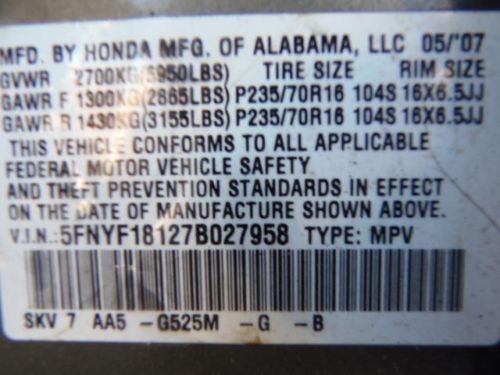 MFD. BY HONDA MFG. OF ALABAMA, LLC 05/'07
GVWR 2700KG(5950LBS) TIRE SIZE RIM SIZE
GAWR F 1300KG(2865LBS) P235/70R16 104S 16X6.5JJ
GAWR R 1430KG(3155LBS) P235/70R16 104S 16X6.5JJ
THIS VEHICLE CONFORMS TO ALL APPLICABLE
FEDERAL MOTOR VEHICLE SAFETY
AND THEFT PREVENTION STANDARDS IN EFFECT
ON THE DATE OF MANUFACTURE SHOWN ABOVE.
V.I.N.:5FNYF18127B027958 TYPE: MPV
SKV 7 AA5 -G525M -G -B